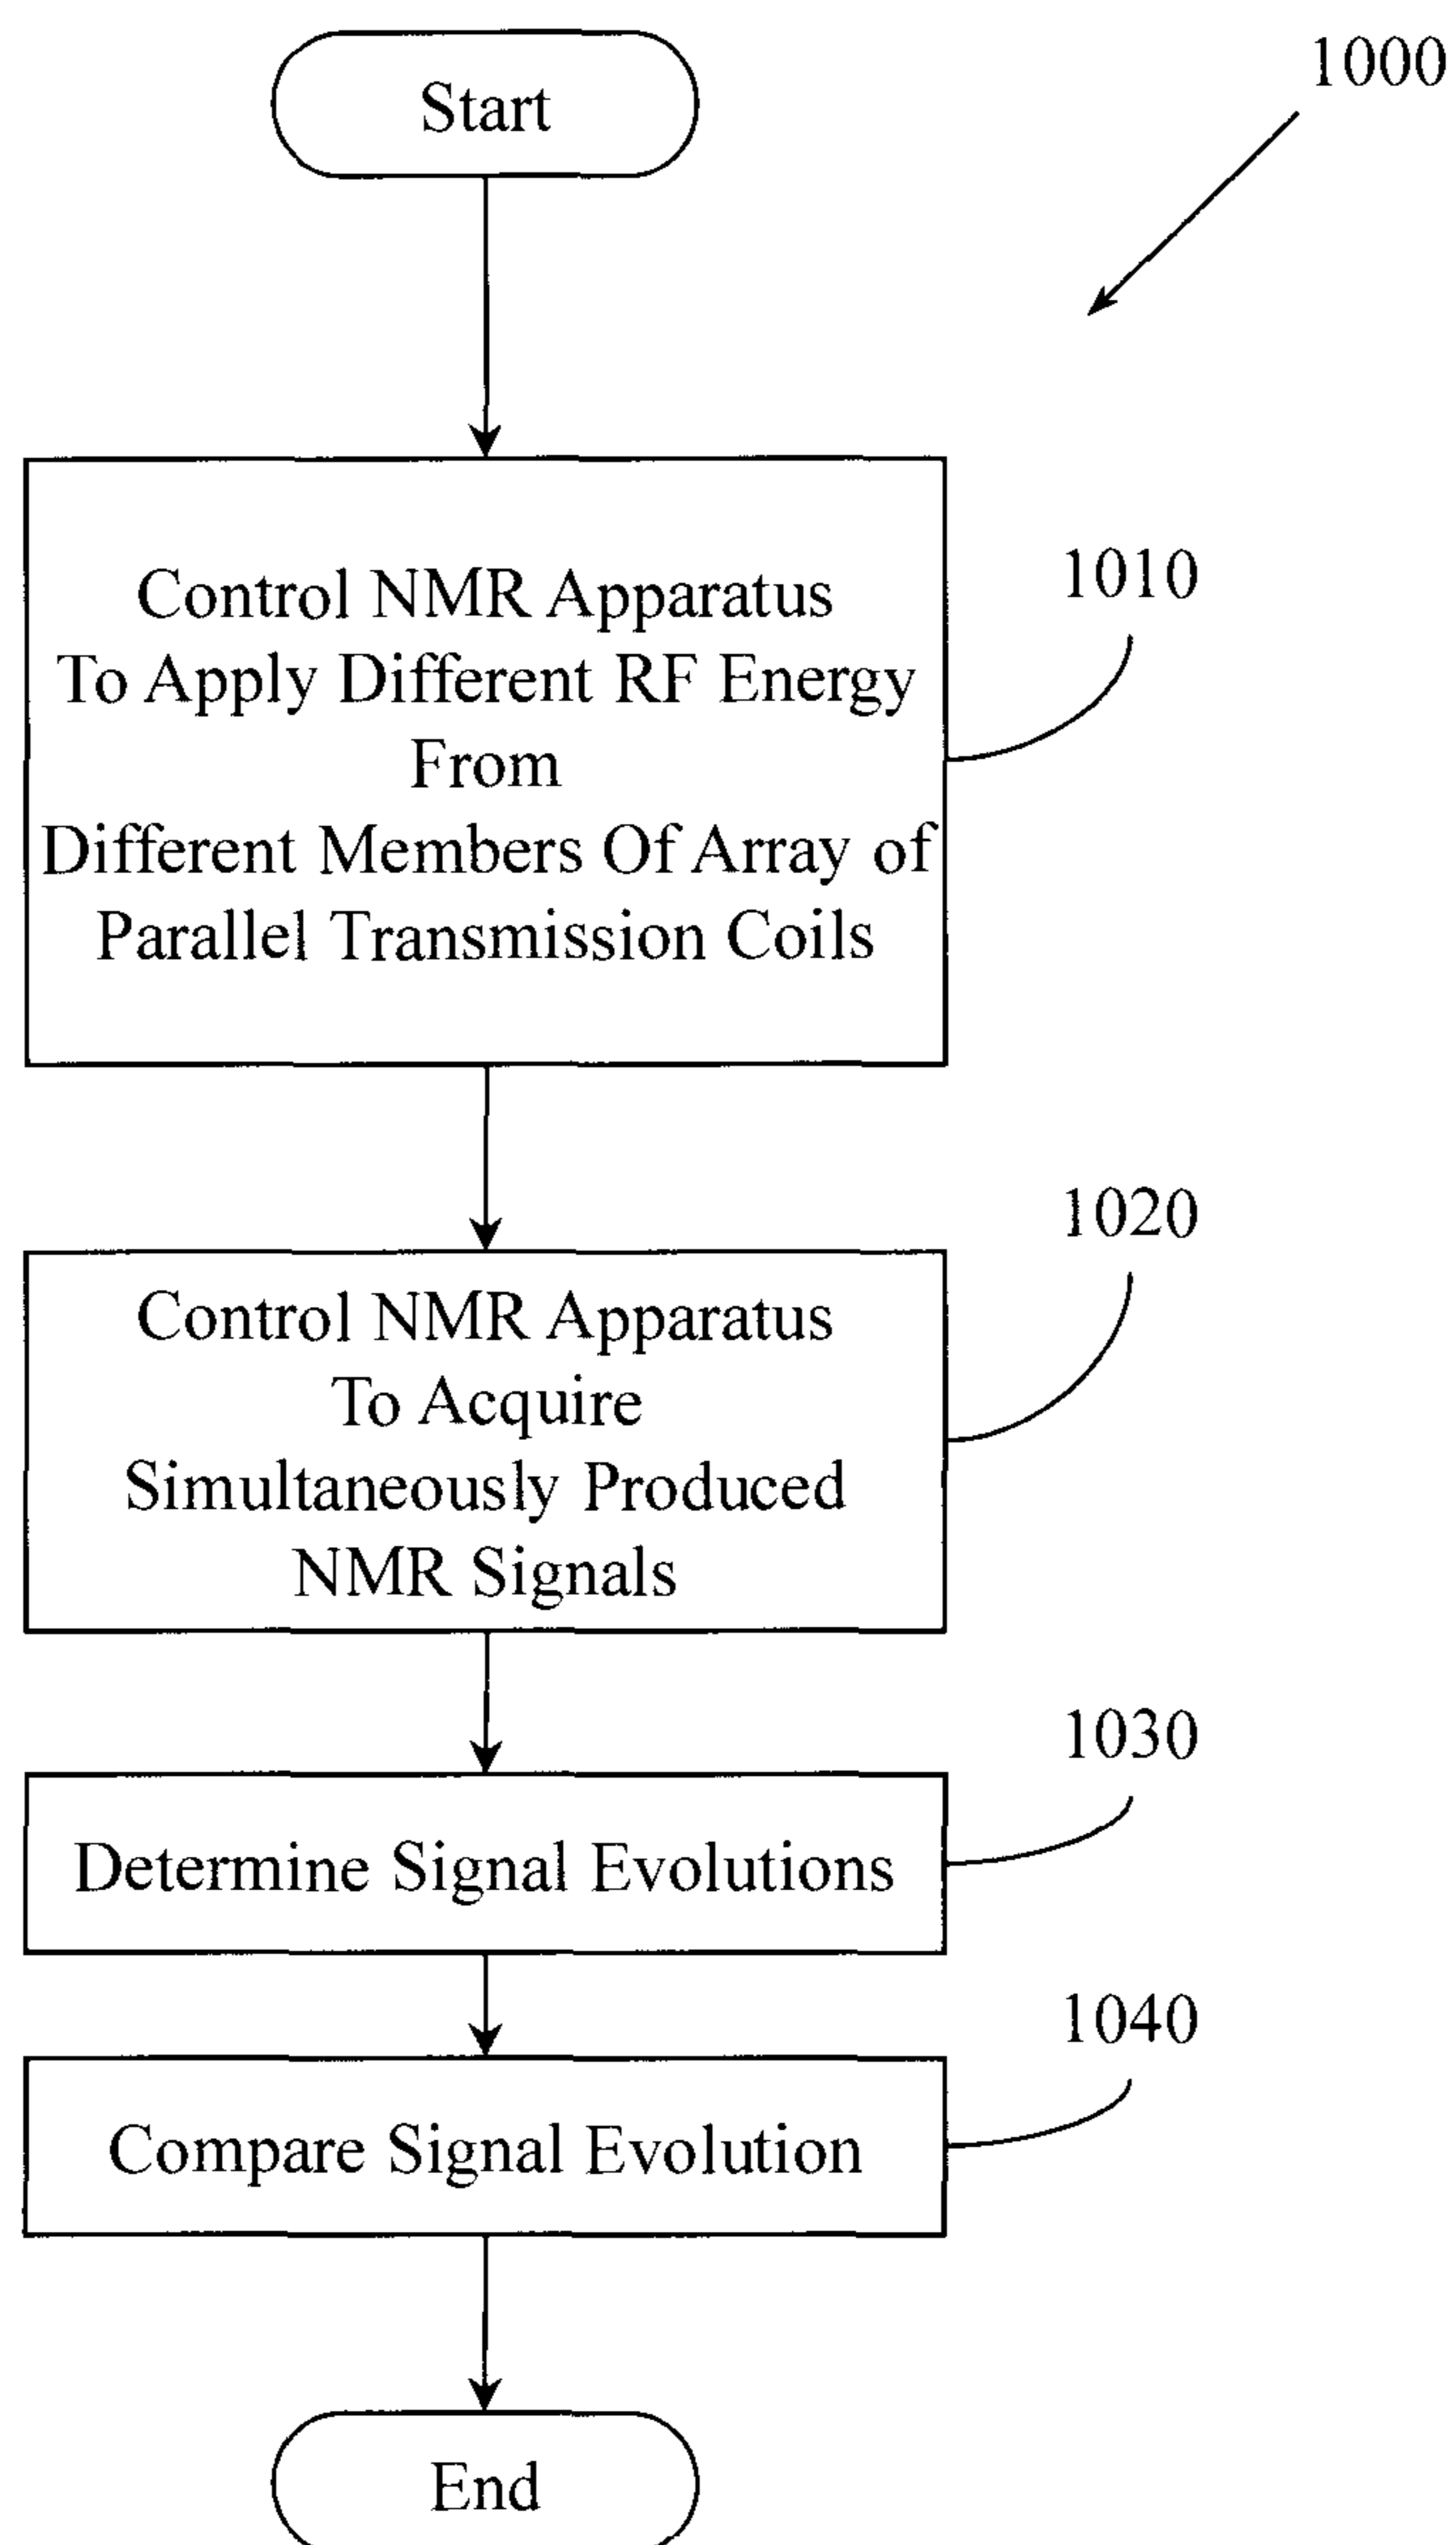 Start
1000
Control NMR Apparatus
To Apply Different RF Energy
From
Different Members Of Array of
Parallel Transmission Coils
1010
Control NMR Apparatus
To Acquire
Simultaneously Produced
NMR Signals
1020
Determine Signal Evolutions
1030
Compare Signal Evolution
1040
End